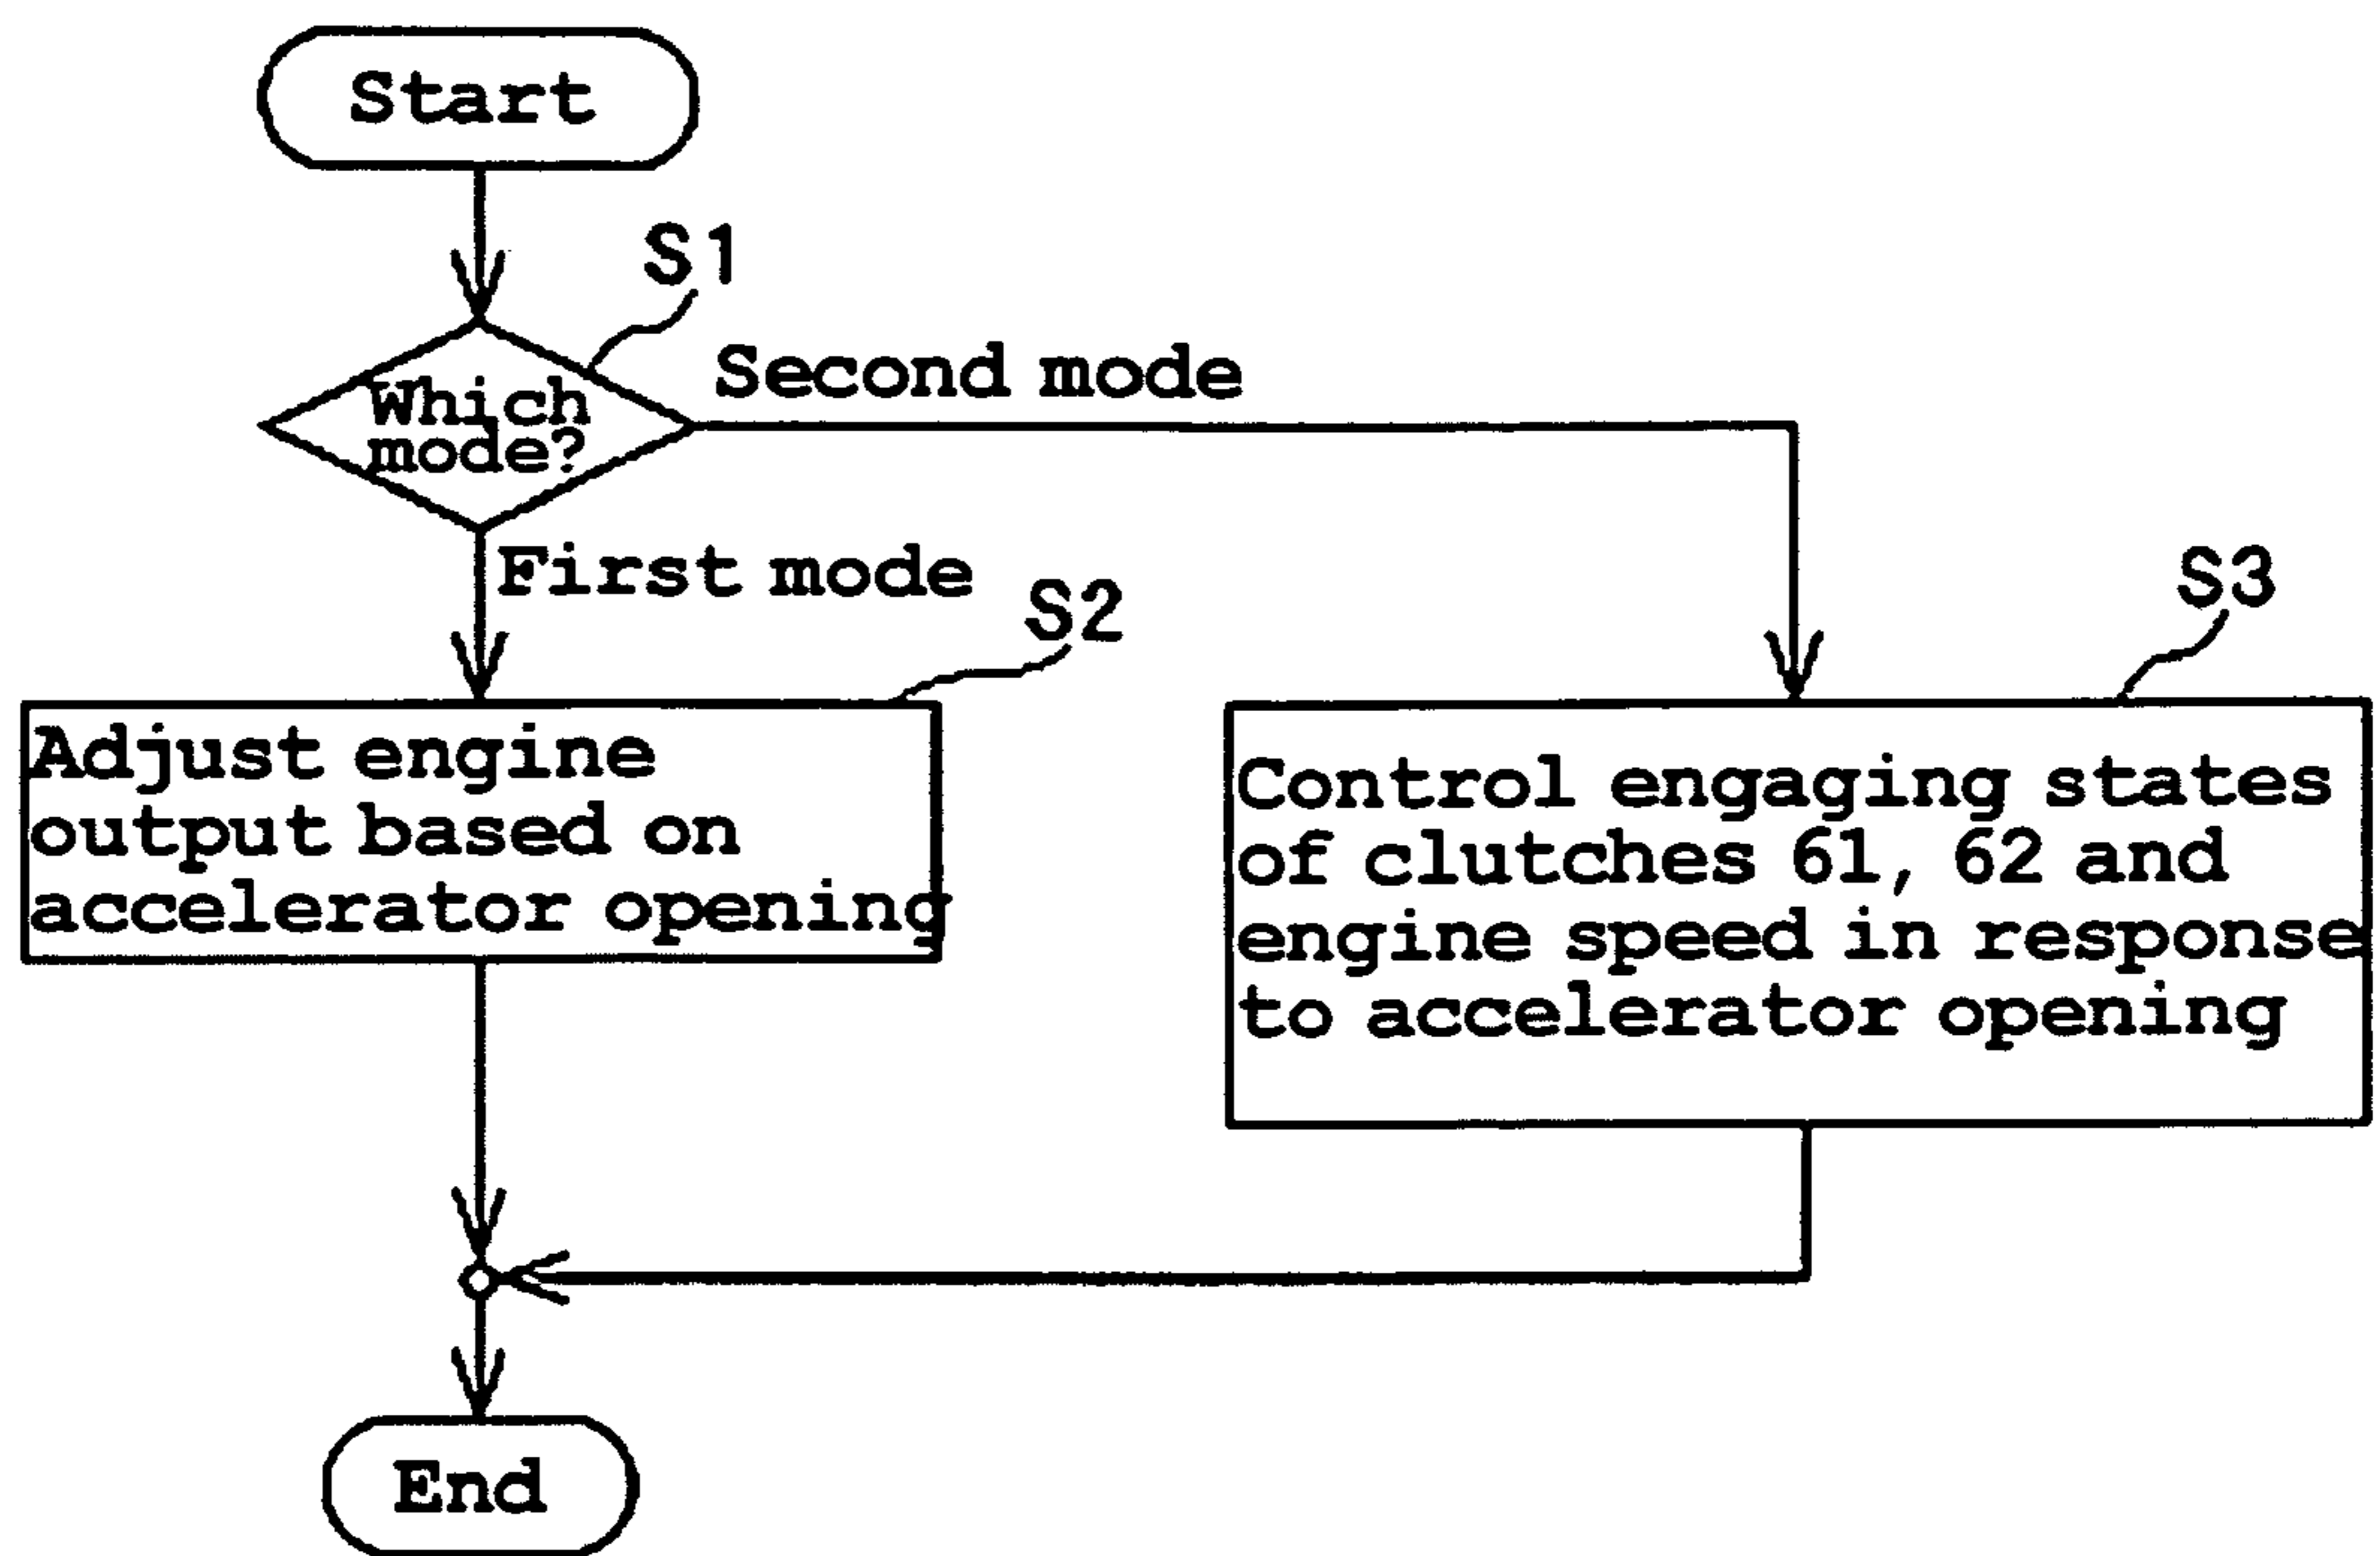 Start
S1
Second mode
Which
mode?
First mode
S2
S3
Adjust engine
output based on
accelerator opening
Control engaging states
of clutches 61, 62 and
engine speed in response
to accelerator opening
End